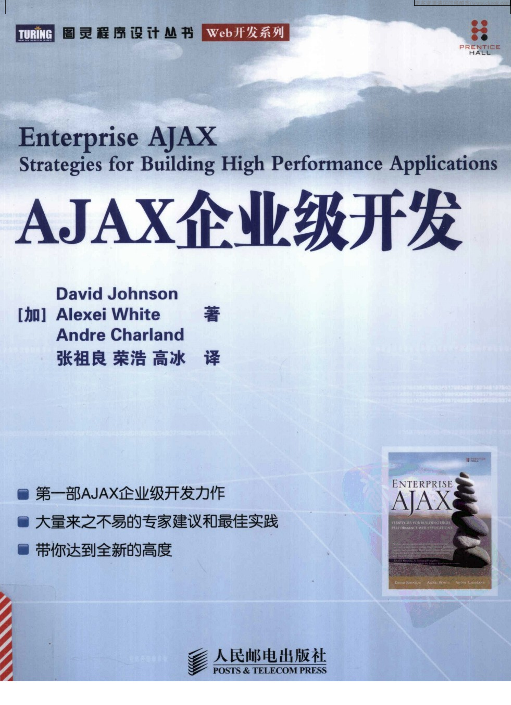 TURING 图灵程序设计丛书 Web开发系列
PRENTICE
HALL
Enterprise AJAX
Strategies for Building High Performance Applications
AJAX企业级开发
David Johnson
[加] Alexei White 著
Andre Charland
张祖良 荣浩 高冰 译
第一部AJAX企业级开发力作
大量来之不易的专家建议和最佳实践
带你达到全新的高度
ENTERPRISE
AJAX
人民邮电出版社
POSTS & TELECOM PRESS